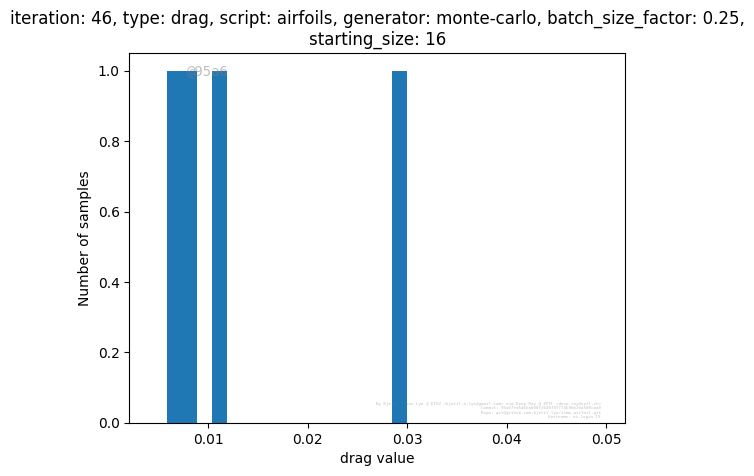 iteration: 46, type: drag, script: airfoils, generator: monte-carlo, batch_size_factor: 0.25,
starting_size: 16
@95a6
1.0
0.8
0.6
0.4
0.2
0.0
Number of samples
0.01
0.02
0.03
0.04
0.05
drag value